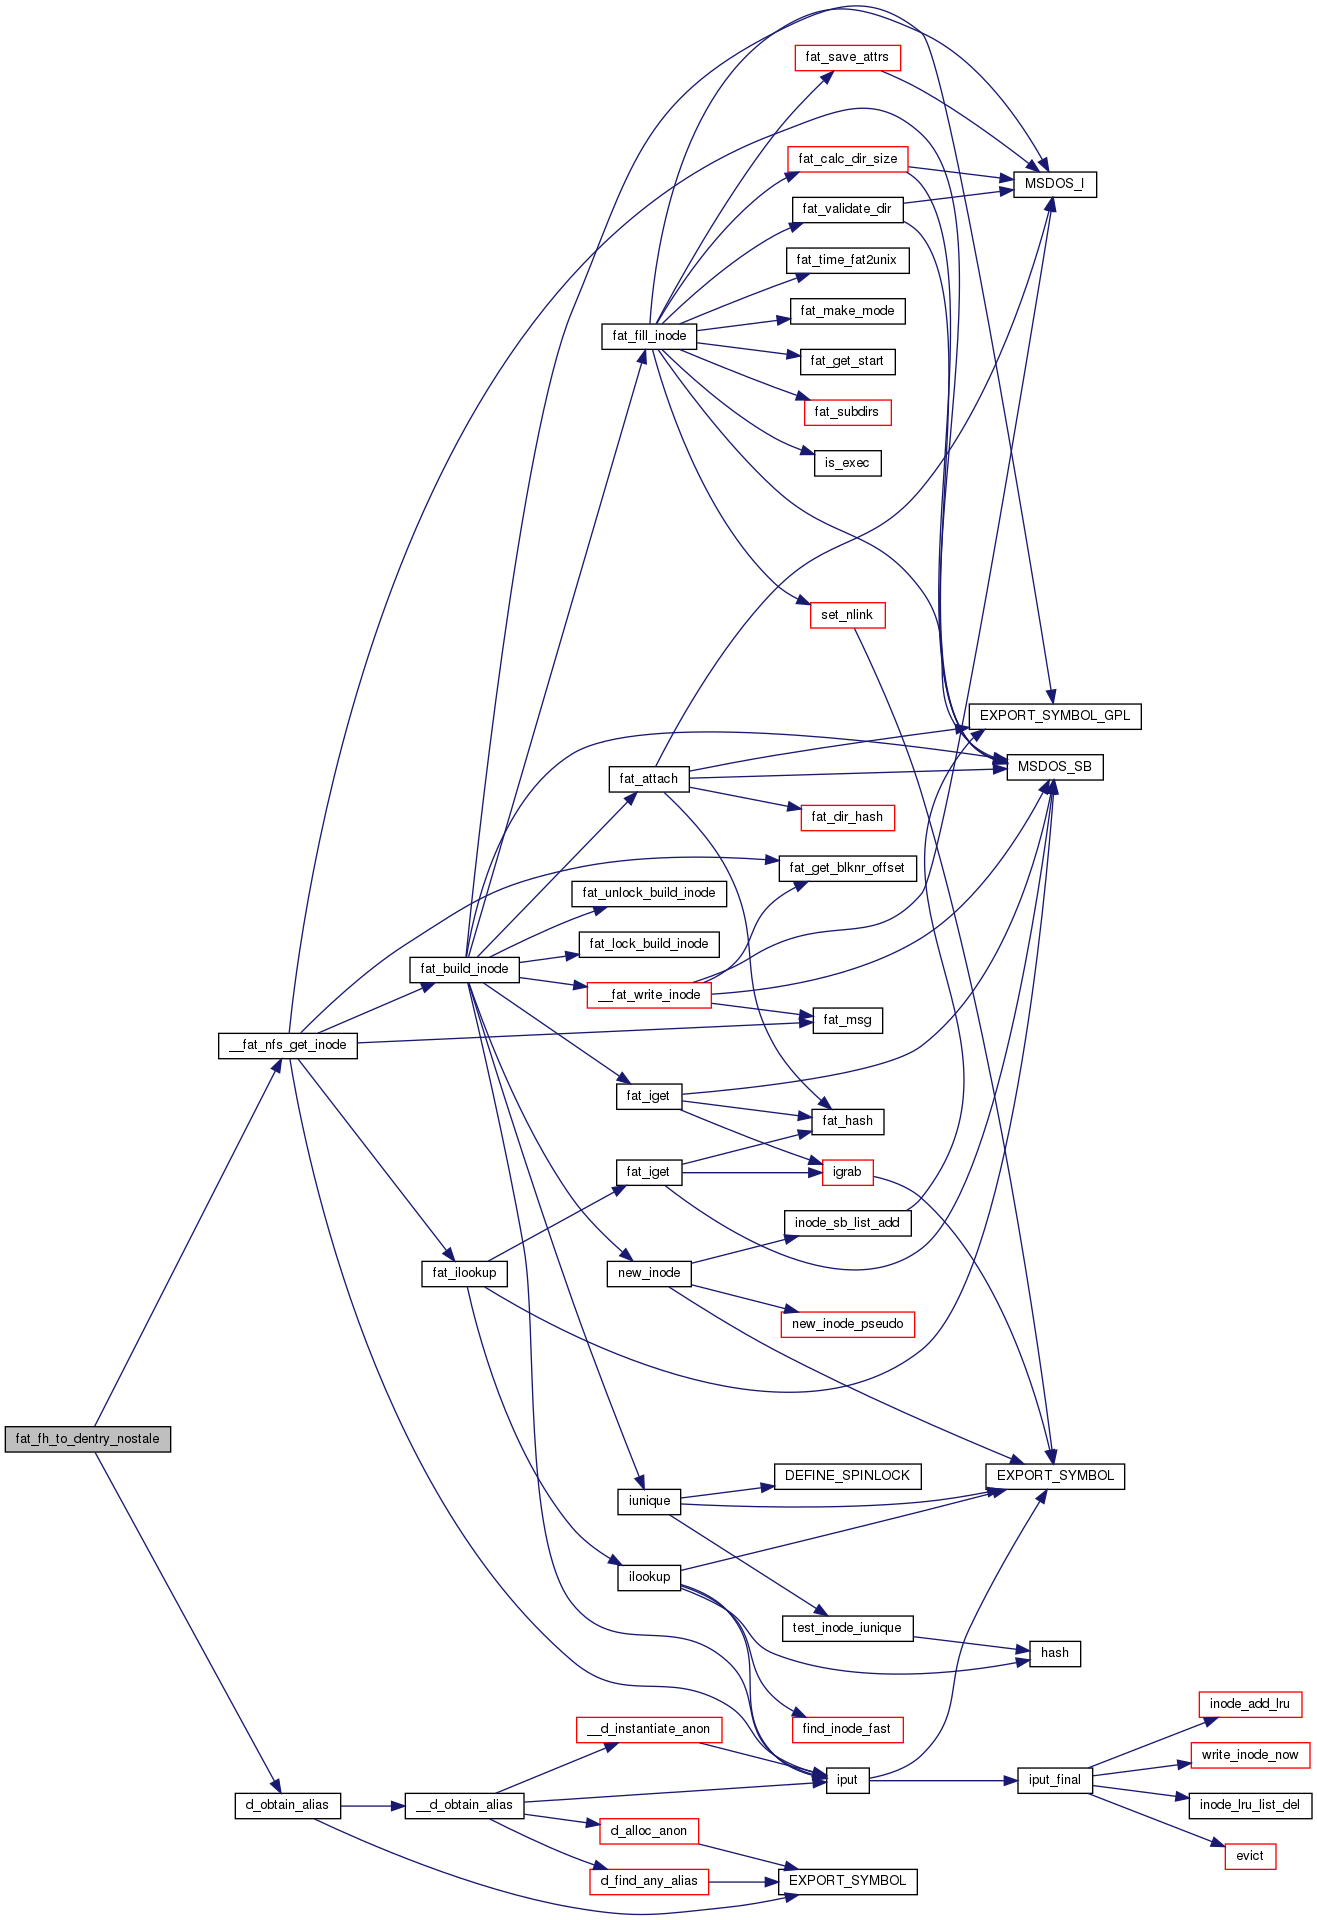 fat_save_attrs
fat_calc_dir_size
MSDOS_I
fat_validate_dir
fat_time_fat2unix
fat_make_mode
fat_fill_inode
fat_get_start
fat_subdirs
is_exec
set_nlink
EXPORT_SYMBOL_GPL
MSDOS_SB
fat_attach
fat_dir_hash
fat_get_blknr_offset
fat_unlock_build_inode
fat_lock_build_inode
fat_build_inode
__fat_write_inode
fat_msg
__fat_nfs_get_inode
fat_iget
fat_hash
fat_iget
igrab
inode_sb_list_add
fat_ilookup
new_inode
new_inode_pseudo
fat_fh_to_dentry_nostale
DEFINE_SPINLOCK
EXPORT_SYMBOL
iunique
ilookup
test_inode_iunique
hash
inode_add_lru
__d_instantiate_anon
find_inode_fast
write_inode_now
iput
iput_final
d_obtain_alias
__d_obtain_alias
inode_lru_list_del
d_alloc_anon
evict
d_find_any_alias
EXPORT_SYMBOL